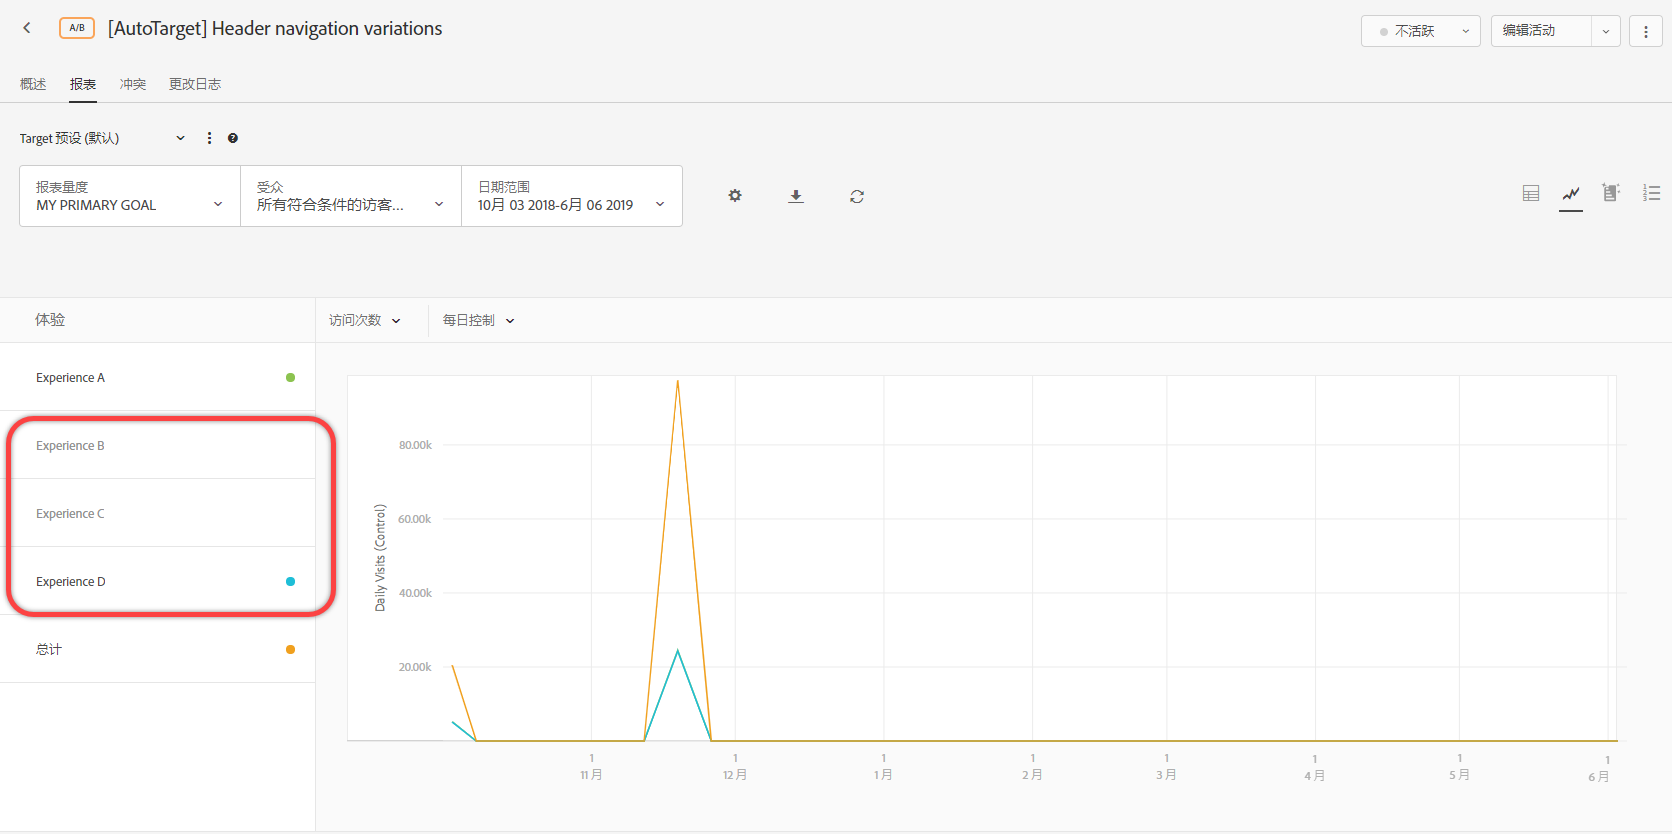 A/B [AutoTarget] Header navigation variations
不活跃
编辑活动
概述 报表 冲突 更改日志
Target 预设 (默认)
报表量度
MY PRIMARY GOAL
受众
所有符合条件的访客...
日期范围
10月 03 2018-6月 06 2019
体验
访问次数
每日控制
Experience A
Experience B
Experience C
Experience D
总计
Daily Visits (Control)
80.00k
60.00k
40.00k
20.00k
1
11 月
1
12 月
1
1 月
1
2 月
1
3 月
1
4 月
1
5 月
1
6 月